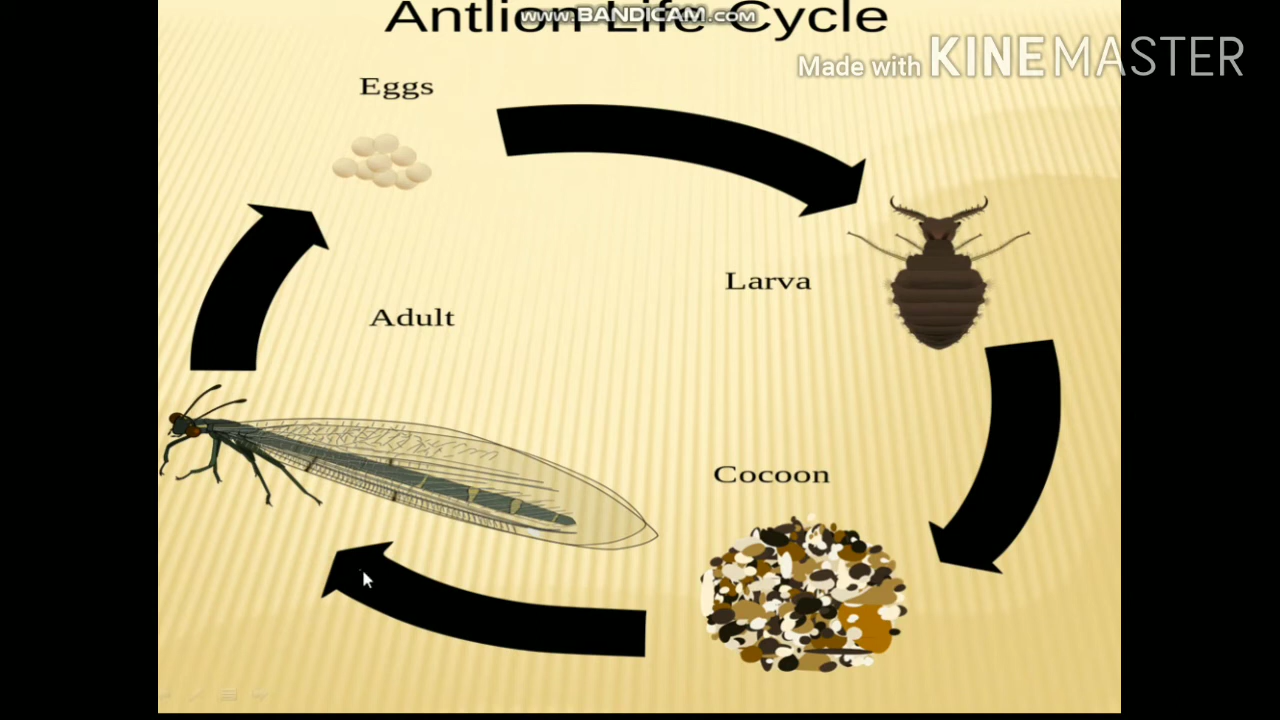 Antlion Life Cycle
www.BANDICAM.com
Made with KINEMASTER
Eggs
Larva
Adult
Cocoon